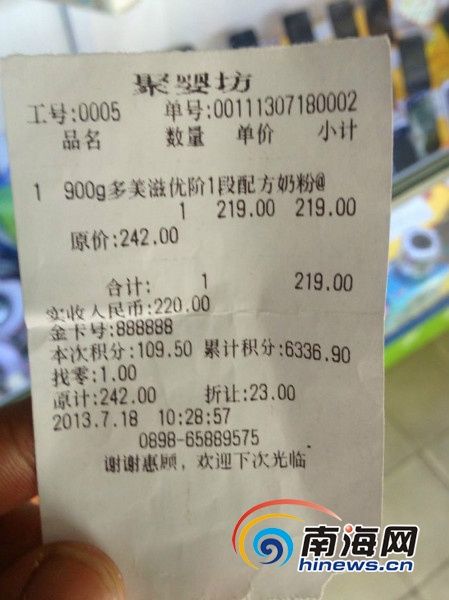 聚婴坊
工号:0005 单号:00111307180002
品名 数量 单价 小计
1 900g多美滋优阶1段配方奶粉@
1 219.00 219.00
原价:242.00
合计: 1 219.00
实收人民币:220.00
金卡号:888888
本次积分:109.50 累计积分:6336.90
找零:1.00
原计:242.00 折让:23.00
2013.7.18 10:28:57
0898-65889575
谢谢惠顾，欢迎下次光临
南海网
hinews.cn